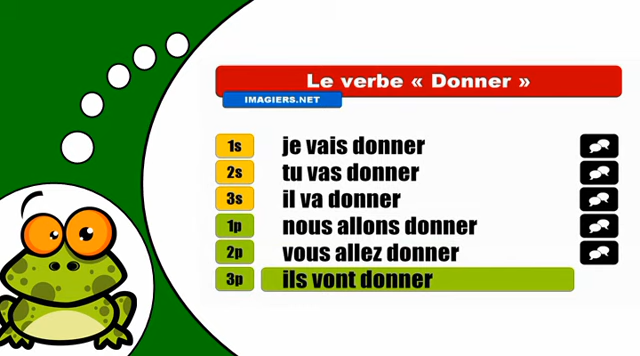 Le verbe « Donner »
IMAGIERS.NET
1s je vais donner
2s tu vas donner
3s il va donner
1p nous allons donner
2p vous allez donner
3p ils vont donner